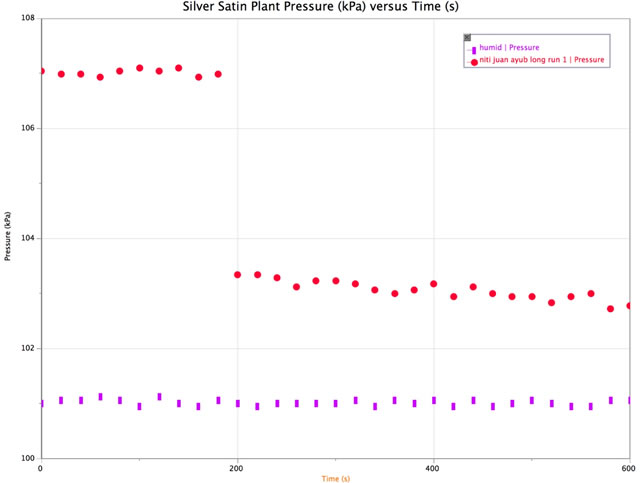 Silver Satin Plant Pressure (kPa) versus Time (s)
108
humid | Pressure
niti juan ayub long run 1 | Pressure
106
Pressure (kPa)
104
102
100
0
200
400
600
Time (s)